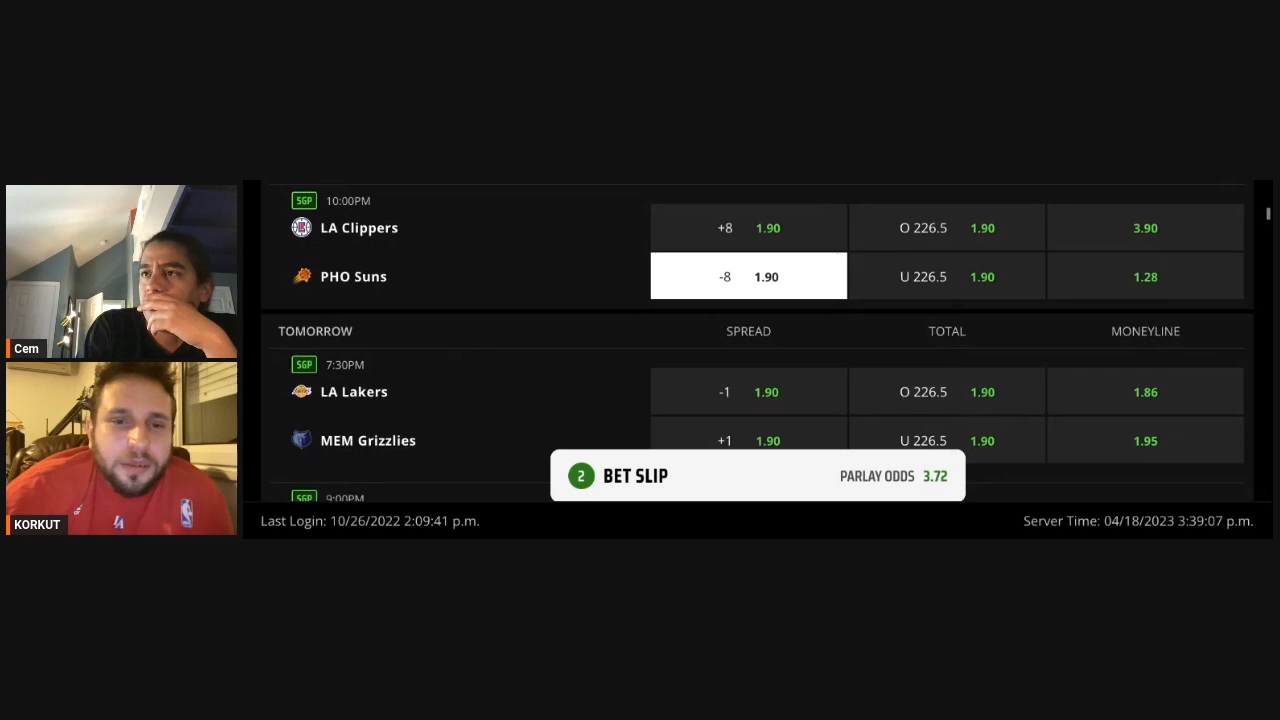 SGP 10:00PM
LA Clippers +8 1.90 O 226.5 1.90 3.90
PHO Suns -8 1.90 U 226.5 1.90 1.28
TOMORROW SPREAD TOTAL MONEYLINE
SGP 7:30PM
LA Lakers -1 1.90 O 226.5 1.90 1.86
MEM Grizzlies +1 1.90 U 226.5 1.90 1.95
2 BET SLIP PARLAY ODDS 3.72
SGP 9:00PM
Last Login: 10/26/2022 2:09:41 p.m. Server Time: 04/18/2023 3:39:07 p.m.
Cem
LA
KORKUT